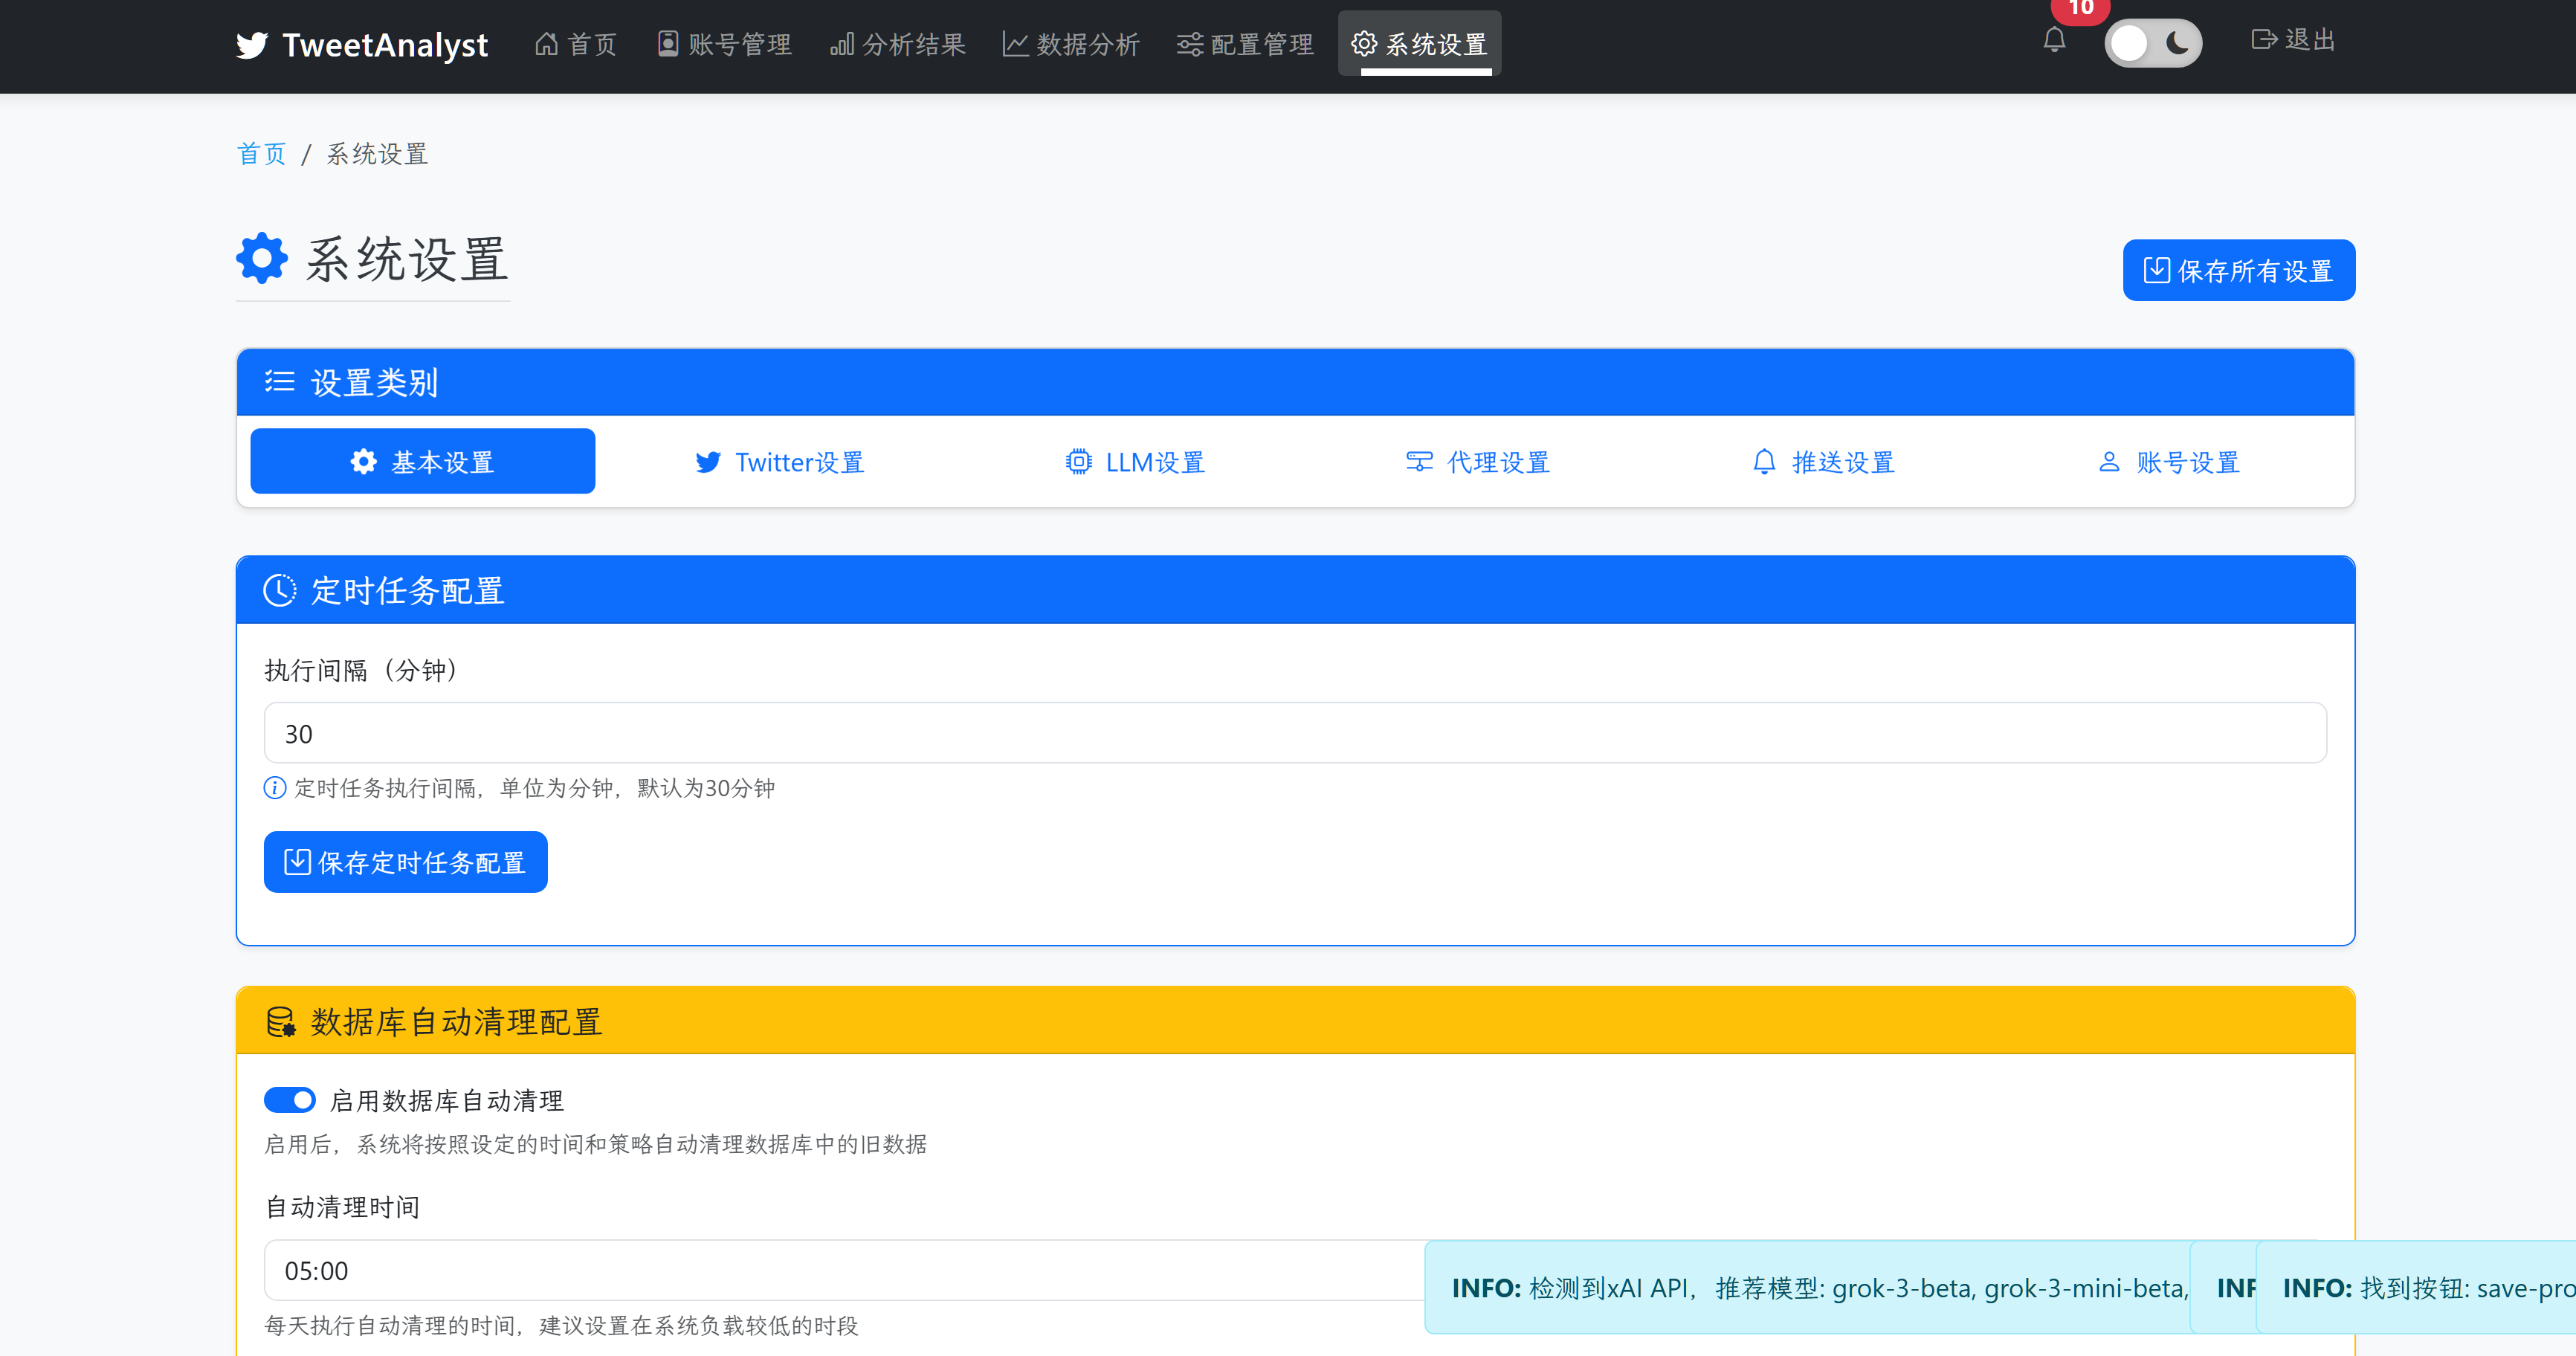 TweetAnalyst 首页 账号管理 分析结果 数据分析 配置管理 系统设置 10 退出
首页 / 系统设置
系统设置
保存所有设置
设置类别
基本设置 Twitter设置 LLM设置 代理设置 推送设置 账号设置
定时任务配置
执行间隔（分钟）
30
定时任务执行间隔，单位为分钟，默认为30分钟
保存定时任务配置
数据库自动清理配置
启用数据库自动清理
启用后，系统将按照设定的时间和策略自动清理数据库中的旧数据
自动清理时间
05:00
INFO: 检测到xAI API，推荐模型: grok-3-beta, grok-3-mini-beta,
INF
INFO: 找到按钮: save-pro
每天执行自动清理的时间，建议设置在系统负载较低的时段